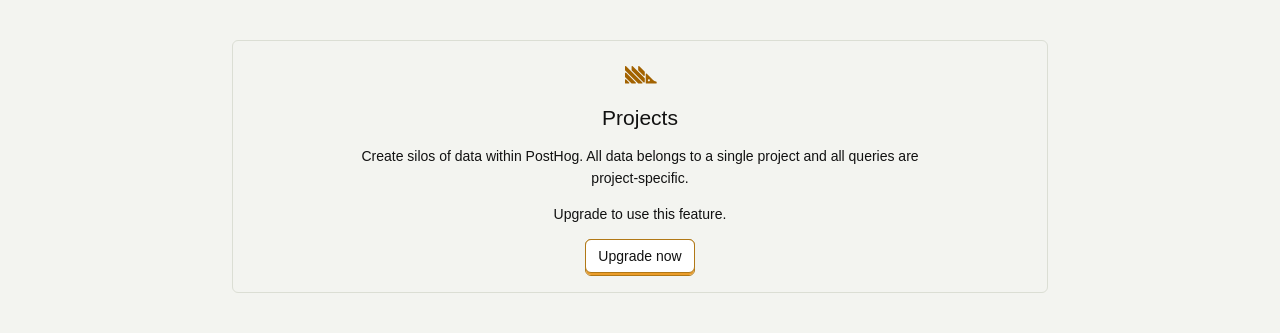 Projects
Create silos of data within PostHog. All data belongs to a single project and all queries are
project-specific.
Upgrade to use this feature.
Upgrade now